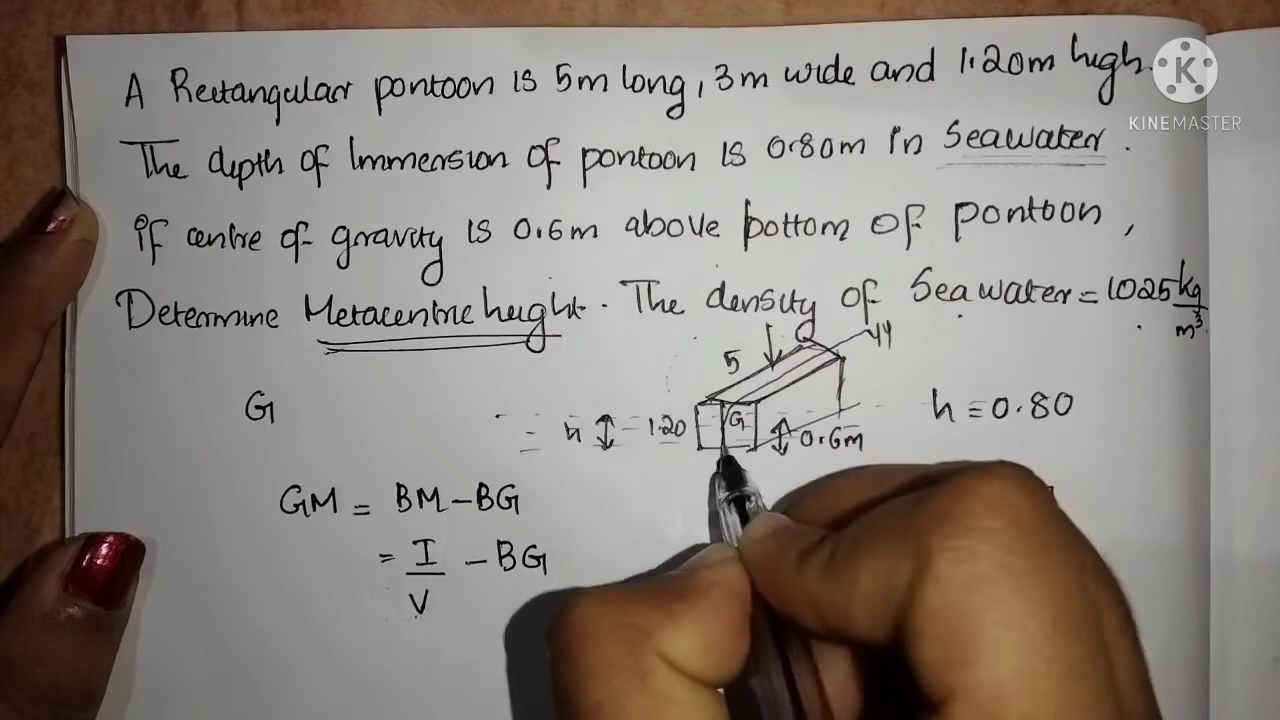 A Rectangular pontoon is 5m long, 3m wide and 1.20m high.
The depth of Immersion of pontoon is 0.80m in Seawater.
if centre of gravity is 0.6m above bottom of pontoon,
Determine Metacentric height. The density of Seawater = 1025 kg/m³.
K
KINEMASTER
5
yy
G
h
1.20
G
0.6m
h = 0.80
GM = BM - BG
= I/V - BG